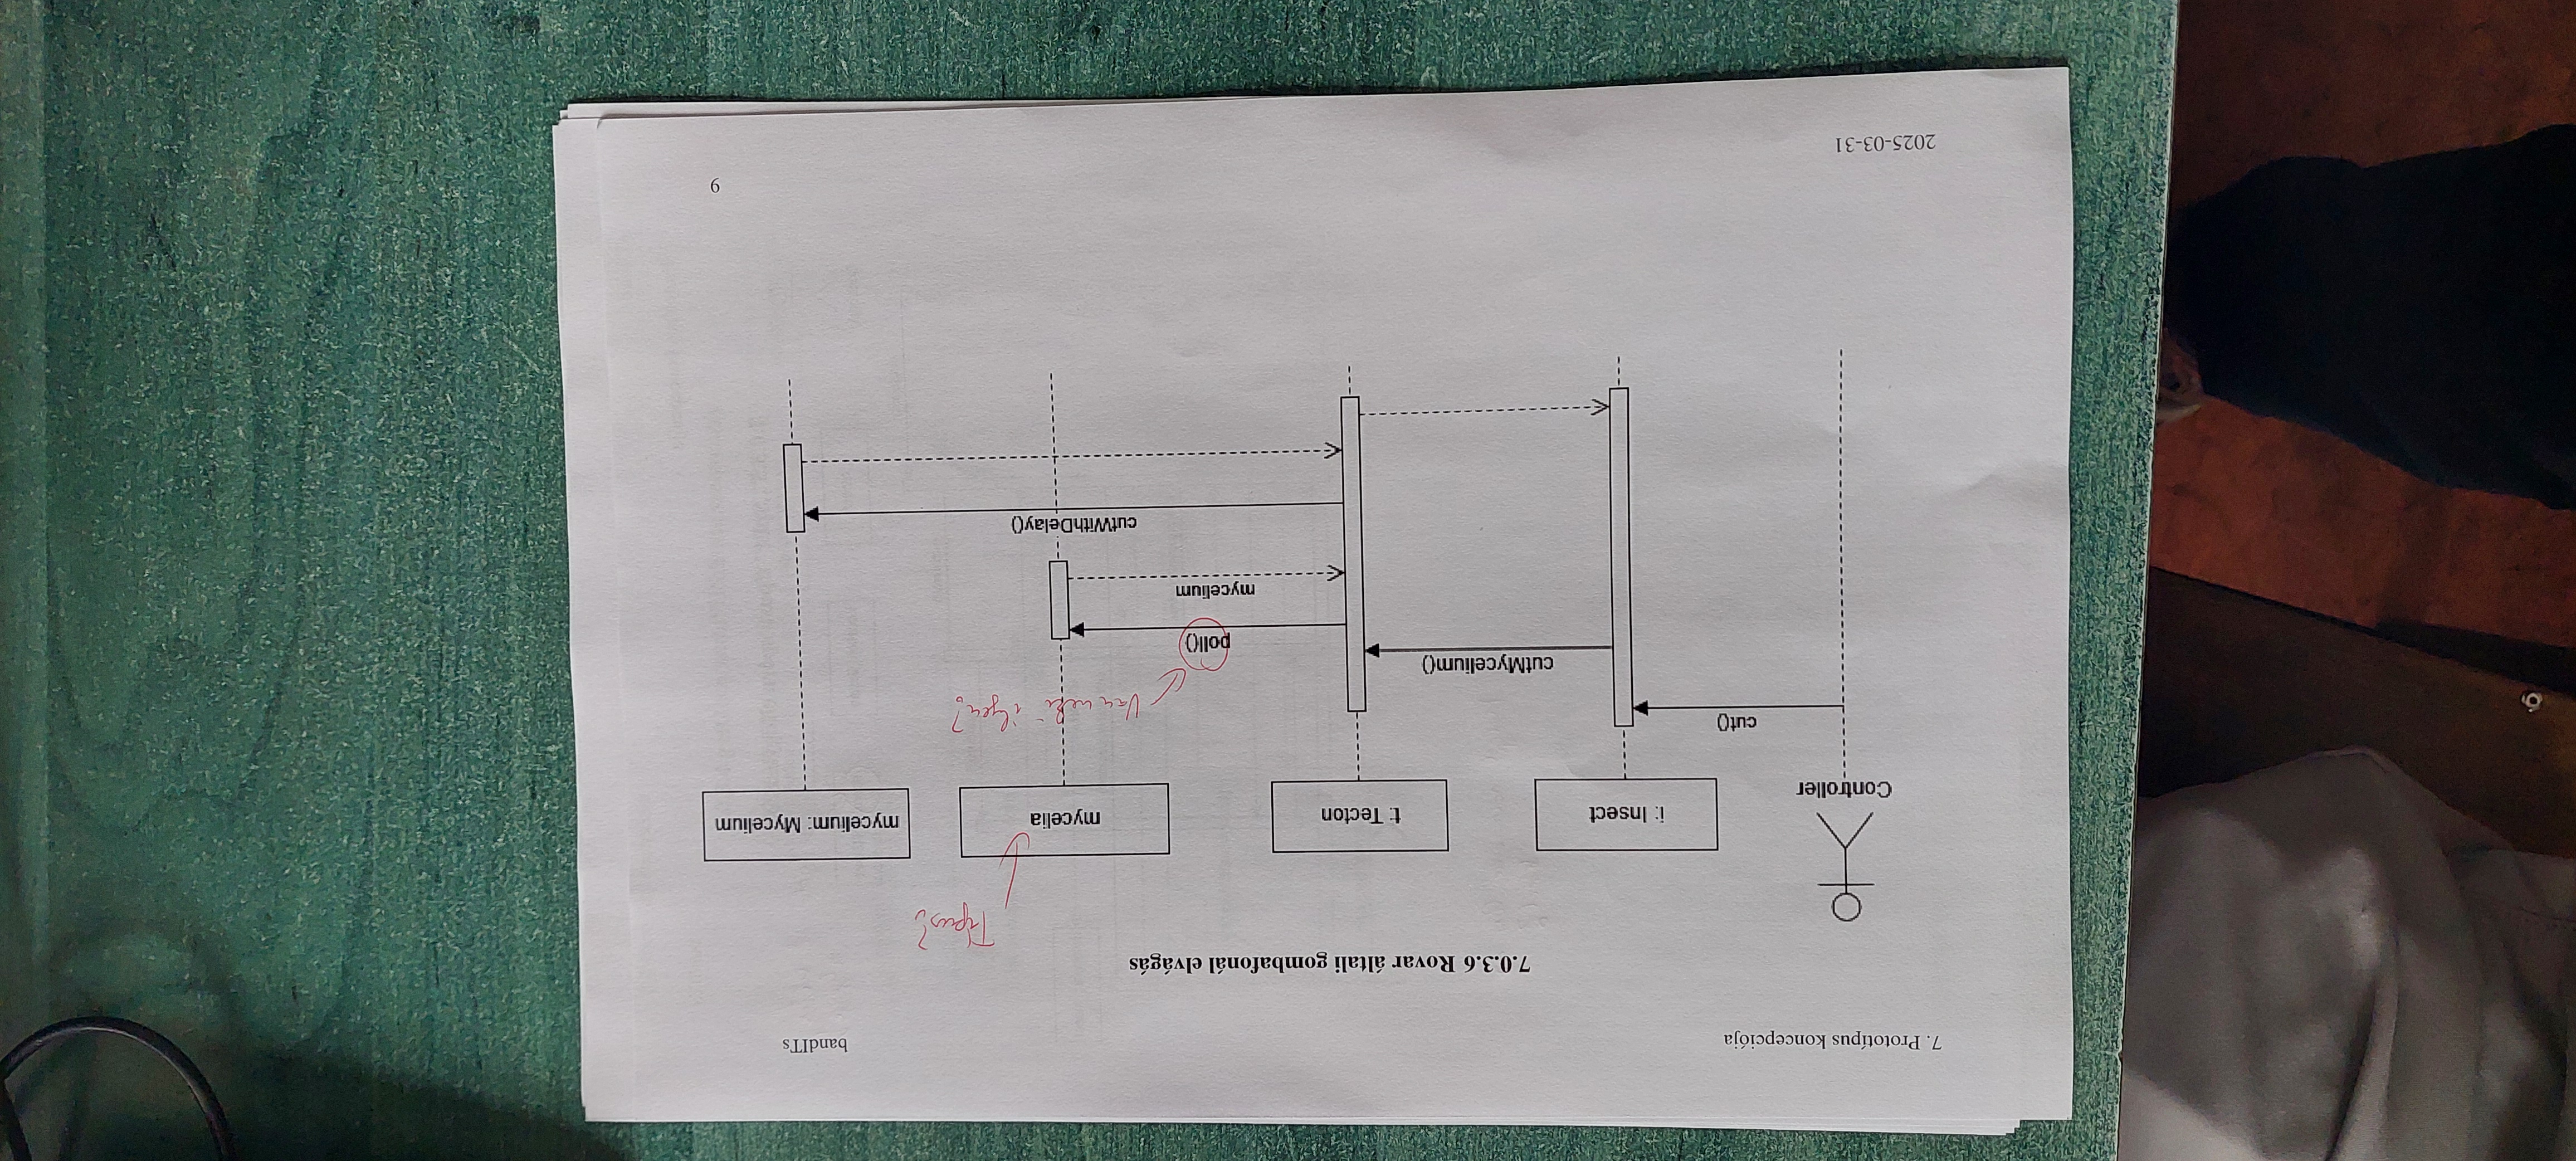 7. Prototípus koncepciója
bandITs
7.0.3.6 Rovar általi gombafonál elvágás
Típus?
Controller
i: Insect
t: Tecton
mycelia
mycelium: Mycelium
Van neki ilyen?
cut()
cutMycelium()
poll()
mycelium
cutWithDelay()
2025-03-31
9